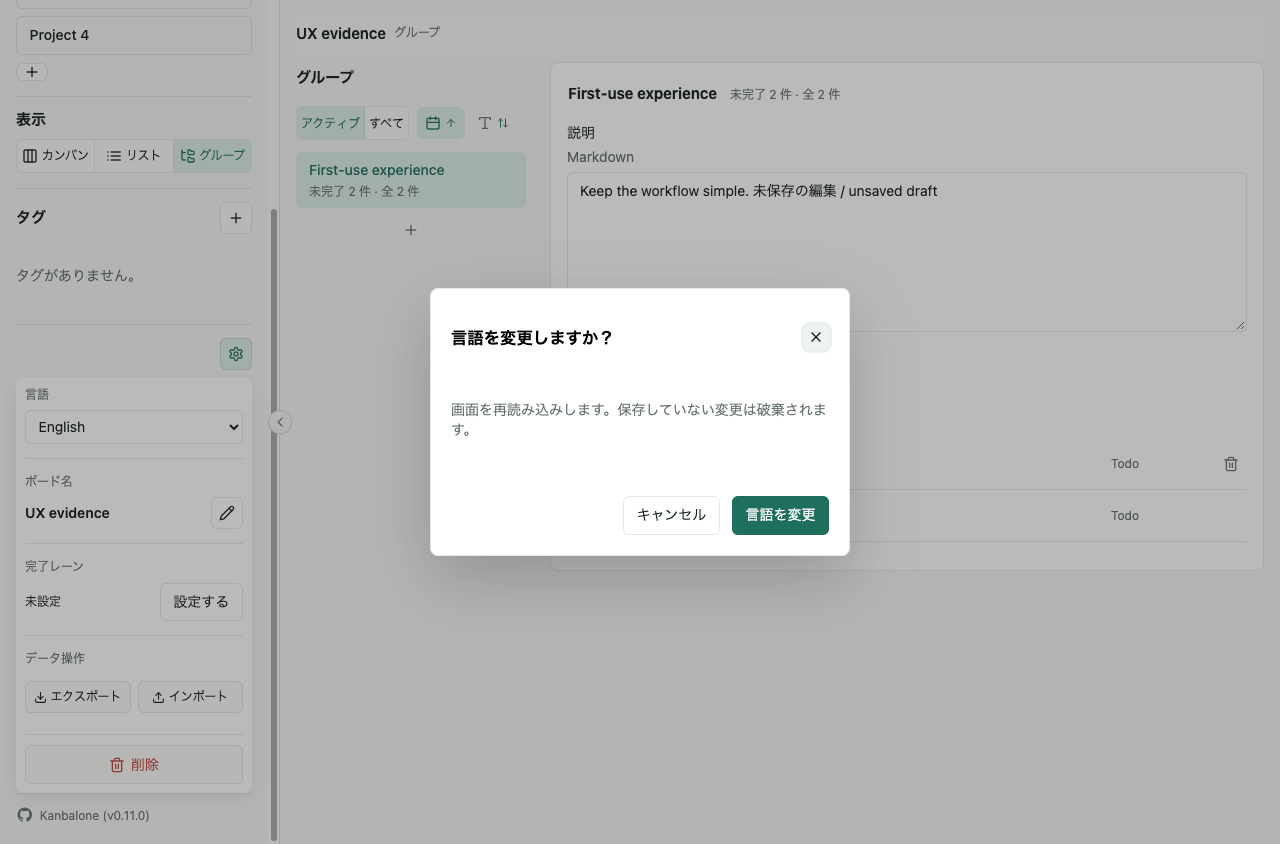 Project 4
表示
カンバン
リスト
グループ
タグ
タグがありません。
言語
English
ボード名
UX evidence
完了レーン
未設定
設定する
データ操作
エクスポート
インポート
削除
Kanbalone (v0.11.0)
UX evidence グループ
グループ
アクティブ
すべて
First-use experience
未完了 2 件 · 全 2 件
First-use experience 未完了 2 件 · 全 2 件
説明
Markdown
Keep the workflow simple. 未保存の編集 / unsaved draft
Todo
Todo
言語を変更しますか？
画面を再読み込みします。保存していない変更は破棄されま
す。
キャンセル
言語を変更